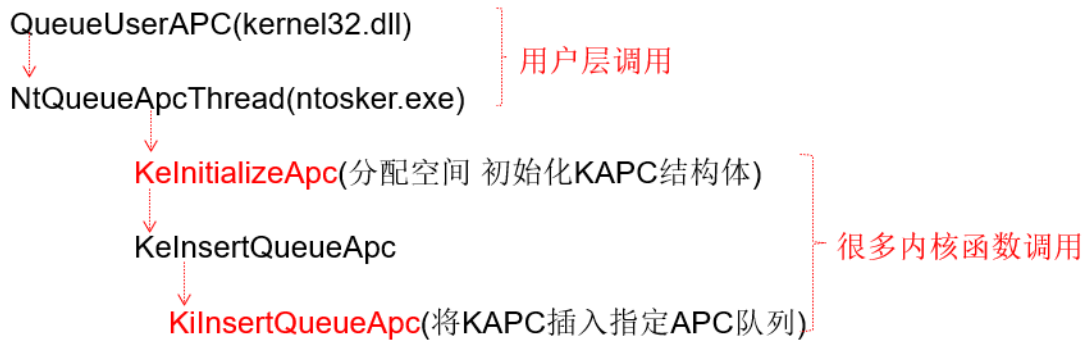 QueueUserAPC(kernel32.dll)
用户层调用
NtQueueApcThread(ntosker.exe)
KeInitializeApc(分配空间 初始化KAPC结构体)
KeInsertQueueApc
很多内核函数调用
KiInsertQueueApc(将KAPC插入指定APC队列)